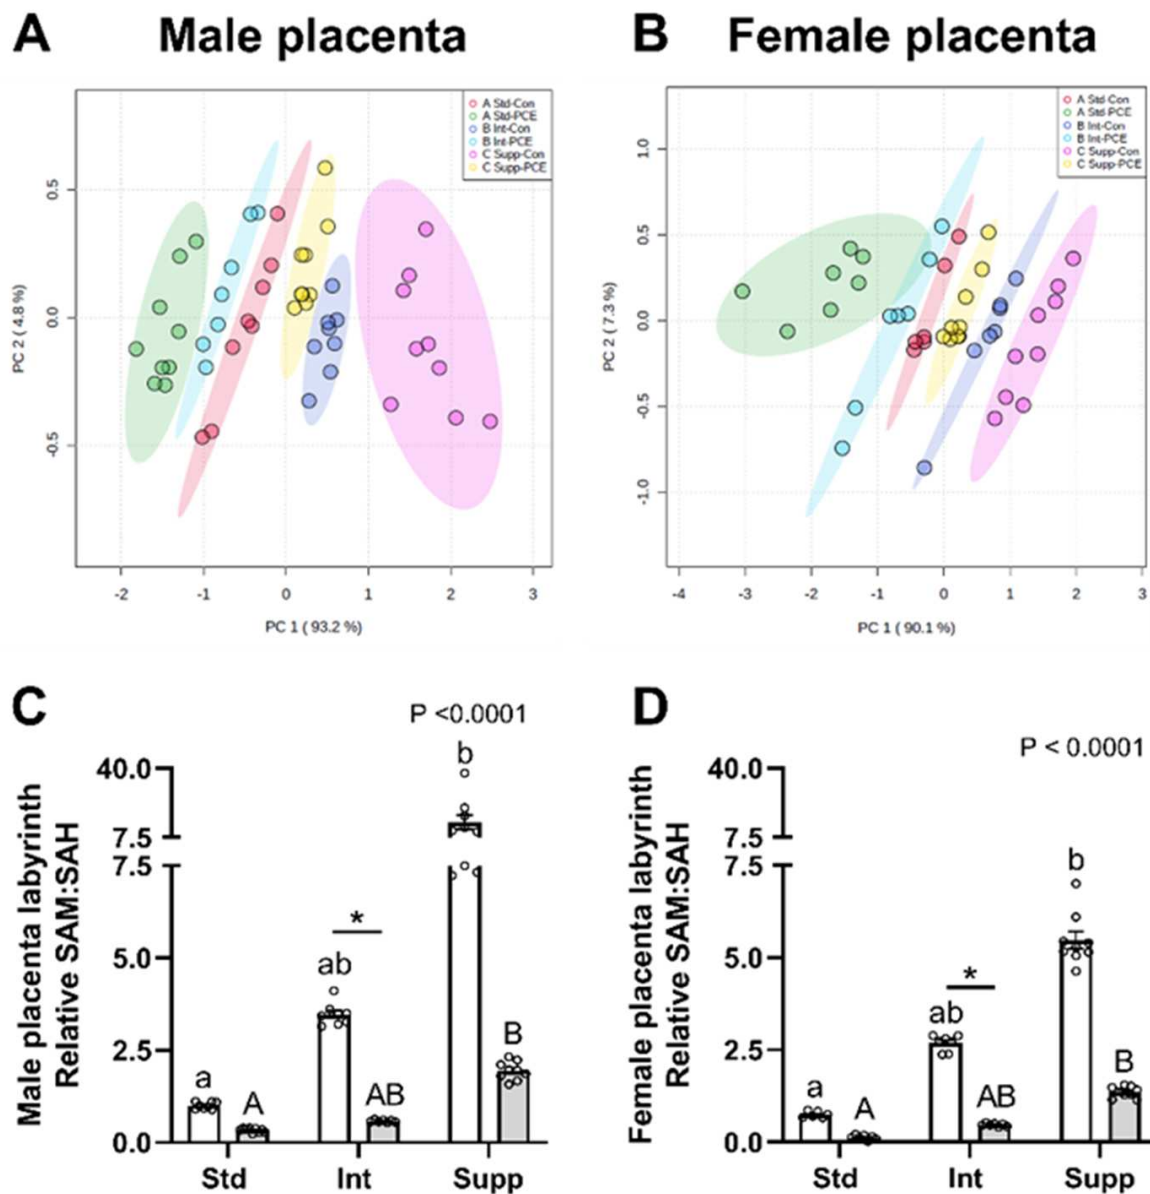 A Male placenta
B Female placenta
A Std-Con
A Std-PCE
B Int-Con
B Int-PCE
C Supp-Con
C Supp-PCE
0.5
0.0
-0.5
PC 2 ( 4.8 %)
-2 -1 0 1 2 3
PC 1 ( 93.2 %)
A Std-Con
A Std-PCE
B Int-Con
B Int-PCE
C Supp-Con
C Supp-PCE
1.0
0.5
0.0
-0.5
-1.0
PC 2 ( 7.3 %)
-4 -3 -2 -1 0 1 2 3
PC 1 ( 90.1 %)
C
P <0.0001
Male placenta labyrinth
Relative SAM:SAH
40.0
7.5
7.5
5.0
2.5
0.0
a A
ab AB
*
b B
Std Int Supp
D
P < 0.0001
Female placenta labyrinth
Relative SAM:SAH
40.0
7.5
7.5
5.0
2.5
0.0
a A
ab AB
*
b B
Std Int Supp